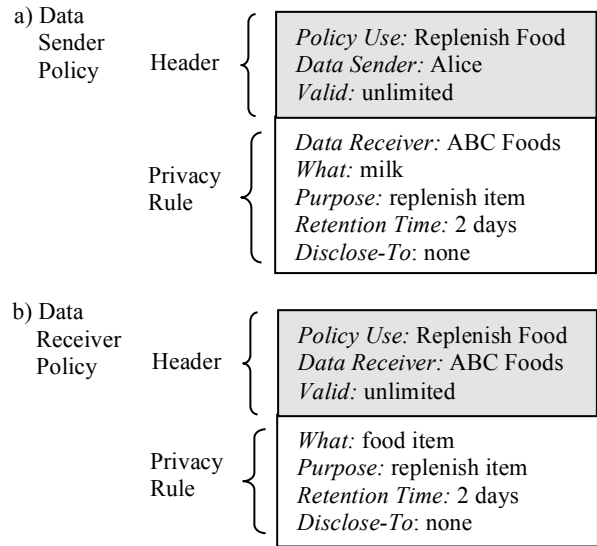 a) Data
Sender
Policy
Header
Policy Use: Replenish Food
Data Sender: Alice
Valid: unlimited
Privacy
Rule
Data Receiver: ABC Foods
What: milk
Purpose: replenish item
Retention Time: 2 days
Disclose-To: none
b) Data
Receiver
Policy
Header
Policy Use: Replenish Food
Data Receiver: ABC Foods
Valid: unlimited
Privacy
Rule
What: food item
Purpose: replenish item
Retention Time: 2 days
Disclose-To: none